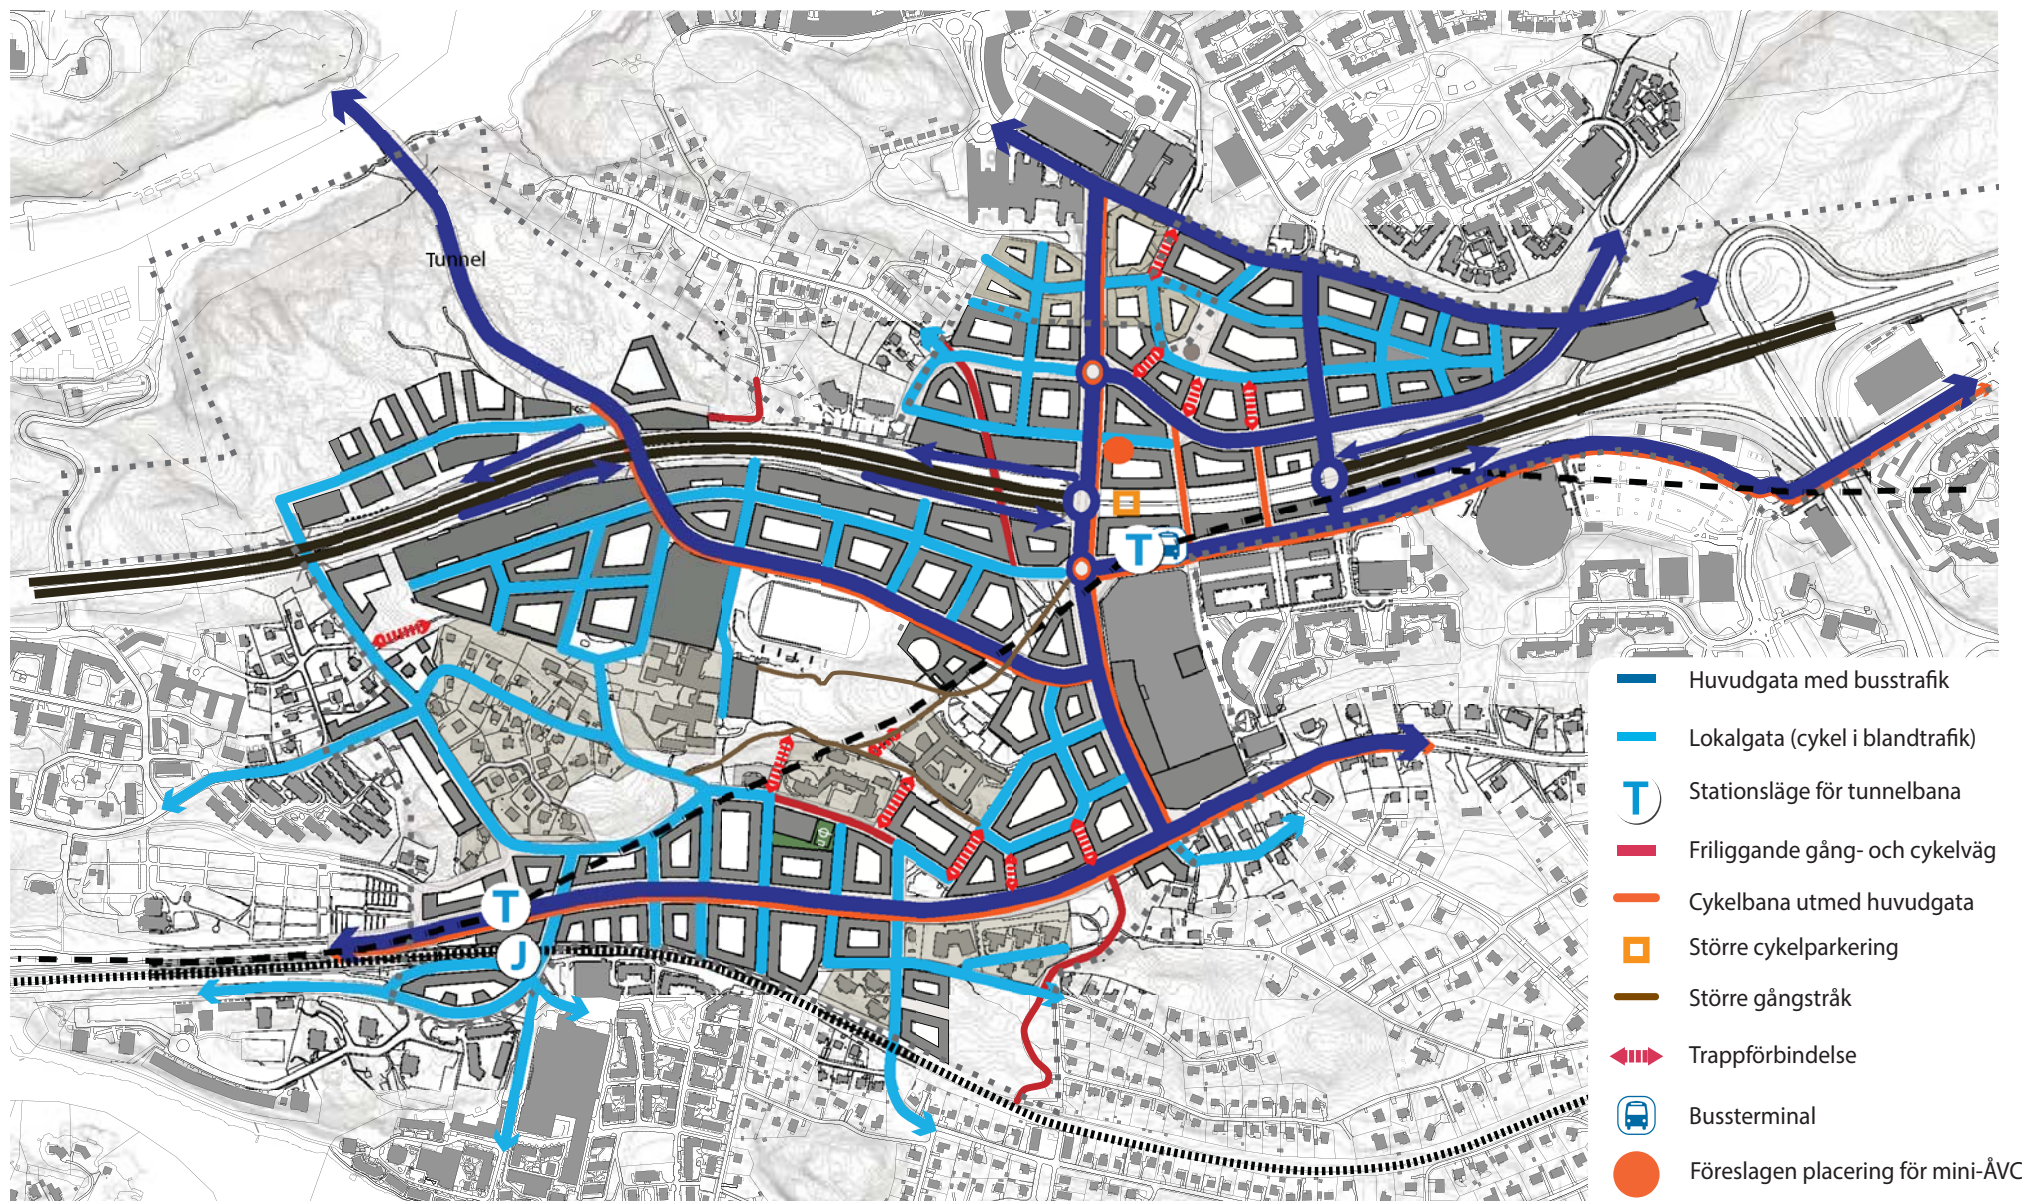 Tunnel
T
T
J
Huvudgata med busstrafik
Lokalgata (cykel i blandtrafik)
T
Stationsläge för tunnelbana
Friliggande gång- och cykelväg
Cykelbana utmed huvudgata
Större cykelparkering
Större gångstråk
Trappförbindelse
Bussterminal
Föreslagen placering för mini-ÅVC